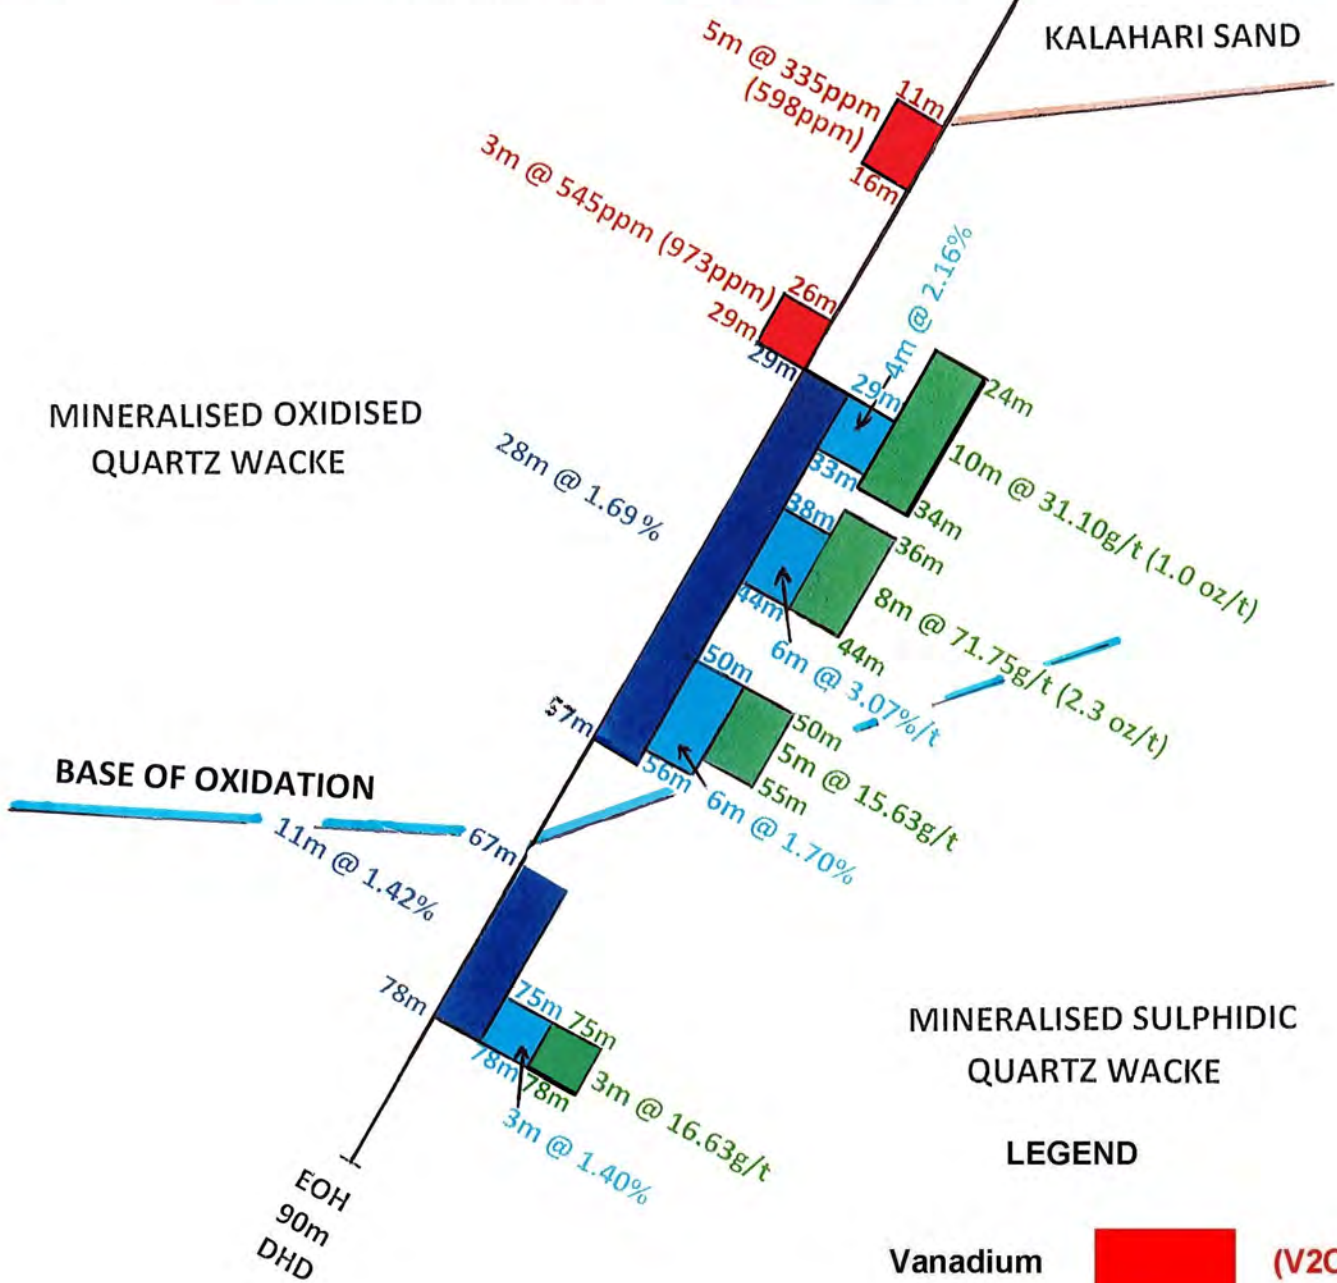 KALAHARI SAND
5m @ 335ppm
(598ppm)
11m
16m
3m @ 545ppm (973ppm)
26m
29m
29m
4m @ 2.16%
29m
33m
24m
10m @ 31.10g/t (1.0 oz/t)
34m
MINERALISED OXIDISED
QUARTZ WACKE
28m @ 1.69%
38m
44m
36m
8m @ 71.75g/t (2.3 oz/t)
44m
6m @ 3.07%/t
50m
57m
56m
50m
5m @ 15.63g/t
55m
6m @ 1.70%
BASE OF OXIDATION
11m @ 1.42%
67m
78m
75m
75m
78m
78m
3m @ 16.63g/t
3m @ 1.40%
MINERALISED SULPHIDIC
QUARTZ WACKE
EOH
90m
DHD
LEGEND
Vanadium